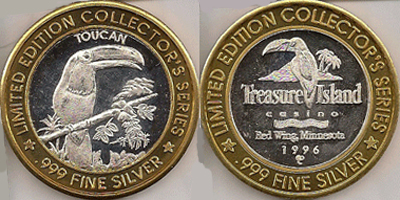 LIMITED EDITION COLLECTOR'S SERIES
TOUCAN
.999 FINE SILVER
LIMITED EDITION COLLECTOR'S SERIES
Treasure Island
casino
Red Wing, Minnesota
1996
.999 FINE SILVER